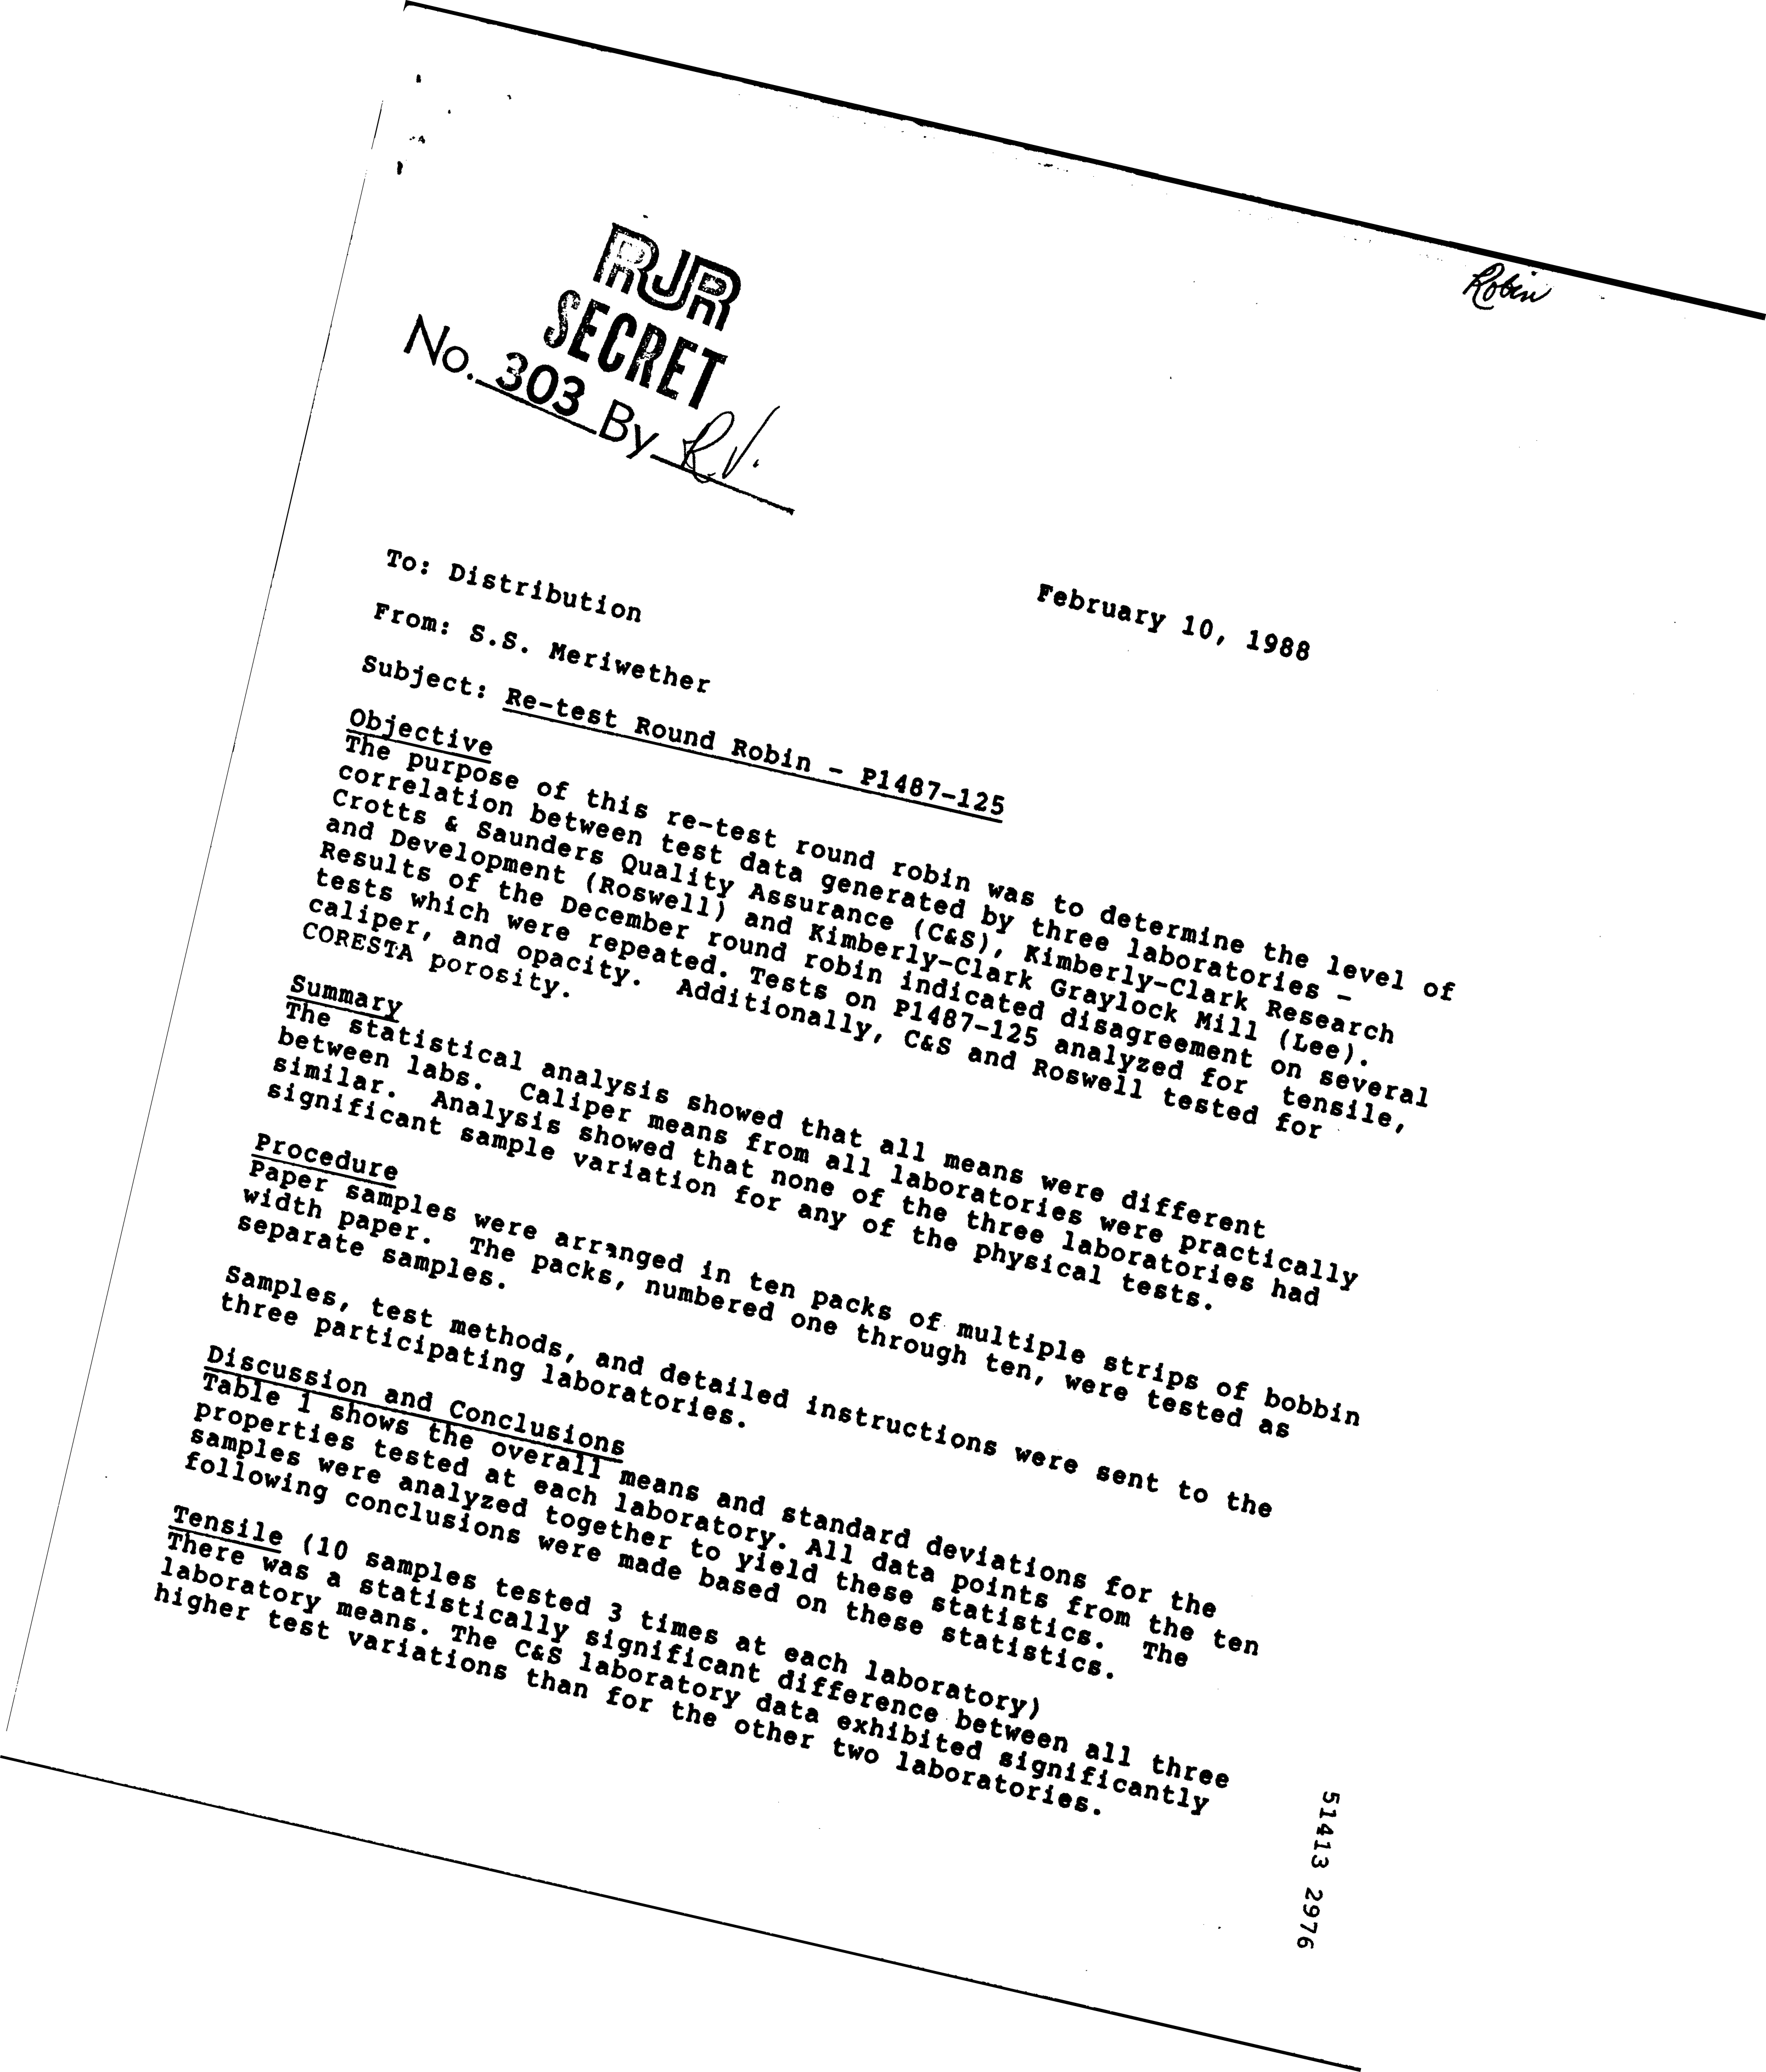 Robin
RJR
SECRET
No. 303 By R.V.
February 10, 1988
To: Distribution
From: S.S. Meriwether
Subject: Re-test Round Robin - P1487-125
Objective
The purpose of this re-test round robin was to determine the level of
correlation between test data generated by three laboratories -
Crotts & Saunders Quality Assurance (C&S), Kimberly-Clark Research
and Development (Roswell) and Kimberly-Clark Graylock Mill (Lee).
Results of the December round robin indicated disagreement on several
tests which were repeated. Tests on P1487-125 analyzed for tensile,
caliper, and opacity. Additionally, C&S and Roswell tested for
CORESTA porosity.
Summary
The statistical analysis showed that all means were different
between labs. Caliper means from all laboratories were practically
similar. Analysis showed that none of the three laboratories had
significant sample variation for any of the physical tests.
Procedure
Paper samples were arranged in ten packs of multiple strips of bobbin
width paper. The packs, numbered one through ten, were tested as
separate samples.
Samples, test methods, and detailed instructions were sent to the
three participating laboratories.
Discussion and Conclusions
Table 1 shows the overall means and standard deviations for the
properties tested at each laboratory. All data points from the ten
samples were analyzed together to yield these statistics. The
following conclusions were made based on these statistics.
Tensile (10 samples tested 3 times at each laboratory)
There was a statistically significant difference between all three
laboratory means. The C&S laboratory data exhibited significantly
higher test variations than for the other two laboratories.
51413 2976